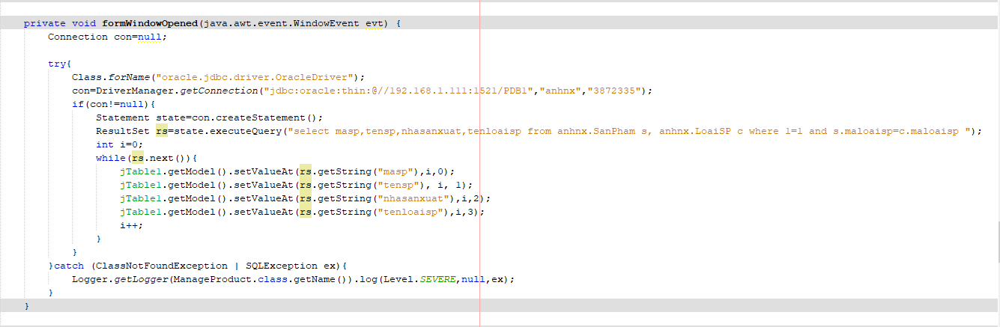 private void formWindowOpened(java.awt.event.WindowEvent evt) {
Connection con=null;
try{
Class.forName("oracle.jdbc.driver.OracleDriver");
con=DriverManager.getConnection("jdbc:oracle:thin:@//192.168.1.111:1521/PDB1","anhnx","3872335");
if(con!=null){
Statement state=con.createStatement();
ResultSet rs=state.executeQuery("select masp,tensp,nhasanxuat,tenloaisp from anhnx.SanPham s, anhnx.LoaiSP c where 1=1 and s.maloaisp=c.maloaisp ");
int i=0;
while(rs.next()){
jTable1.getModel().setValueAt(rs.getString("masp"),i,0);
jTable1.getModel().setValueAt(rs.getString("tensp"), i, 1);
jTable1.getModel().setValueAt(rs.getString("nhasanxuat"),i,2);
jTable1.getModel().setValueAt(rs.getString("tenloaisp"),i,3);
i++;
}
}
}catch (ClassNotFoundException | SQLException ex){
Logger.getLogger(ManageProduct.class.getName()).log(Level.SEVERE,null,ex);
}
}